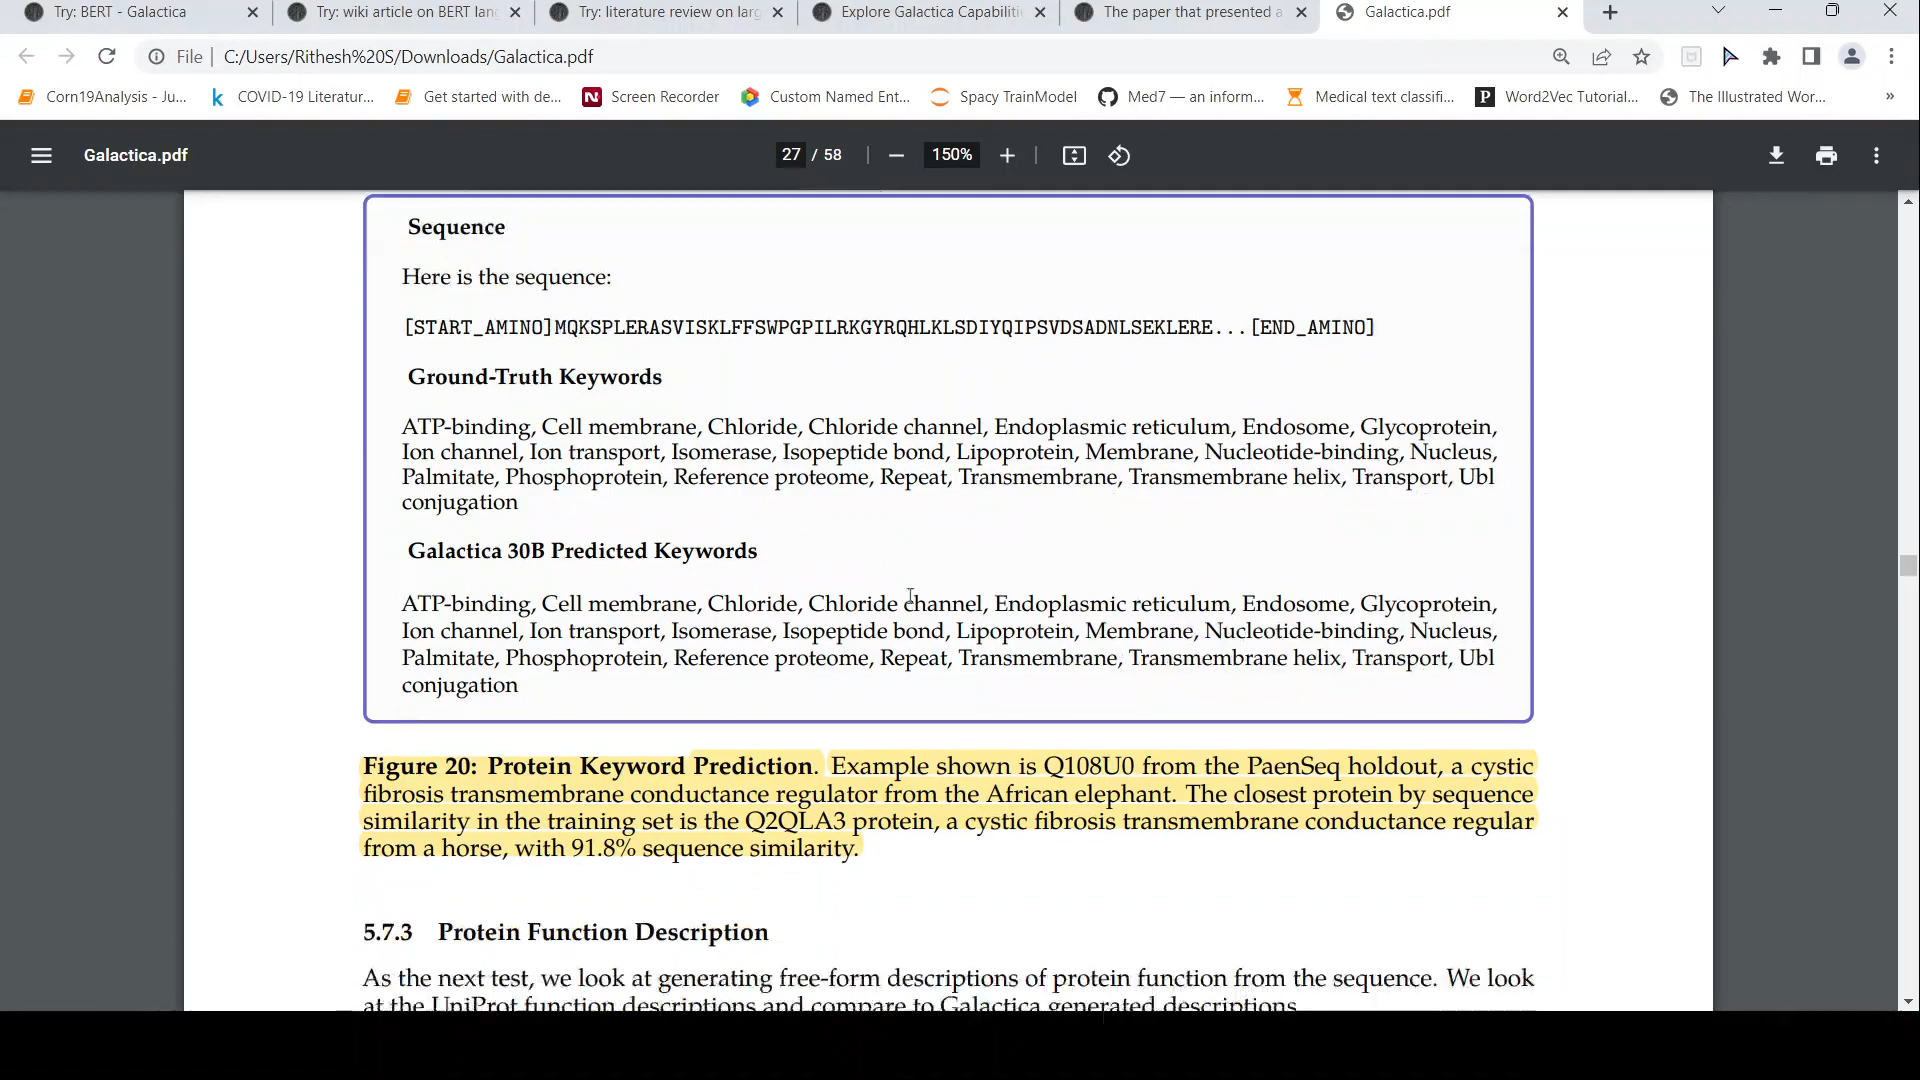 Try: BERT - Galactica
Try: wiki article on BERT lan
Try: literature review on larg
Explore Galactica Capabiliti
The paper that presented a
Galactica.pdf
File
C:/Users/Rithesh%20S/Downloads/Galactica.pdf
Corn19Analysis - Ju...
COVID-19 Literatur...
Get started with de...
Screen Recorder
Custom Named Ent...
Spacy TrainModel
Med7 — an inform...
Medical text classifi...
Word2Vec Tutorial...
The Illustrated Wor...
»
Galactica.pdf
27 / 58
150%
Sequence
Here is the sequence:
[START_AMINO]MQKSPLERASVISKLFFSWPGPILRKGYRQHLKLSDIYQIPSVDSADNLSEKLERE...[END_AMINO]
Ground-Truth Keywords
ATP-binding, Cell membrane, Chloride, Chloride channel, Endoplasmic reticulum, Endosome, Glycoprotein,
Ion channel, Ion transport, Isomerase, Isopeptide bond, Lipoprotein, Membrane, Nucleotide-binding, Nucleus,
Palmitate, Phosphoprotein, Reference proteome, Repeat, Transmembrane, Transmembrane helix, Transport, Ubl
conjugation
Galactica 30B Predicted Keywords
ATP-binding, Cell membrane, Chloride, Chloride channel, Endoplasmic reticulum, Endosome, Glycoprotein,
Ion channel, Ion transport, Isomerase, Isopeptide bond, Lipoprotein, Membrane, Nucleotide-binding, Nucleus,
Palmitate, Phosphoprotein, Reference proteome, Repeat, Transmembrane, Transmembrane helix, Transport, Ubl
conjugation
Figure 20: Protein Keyword Prediction. Example shown is Q108U0 from the PaenSeq holdout, a cystic
fibrosis transmembrane conductance regulator from the African elephant. The closest protein by sequence
similarity in the training set is the Q2QLA3 protein, a cystic fibrosis transmembrane conductance regular
from a horse, with 91.8% sequence similarity.
5.7.3 Protein Function Description
As the next test, we look at generating free-form descriptions of protein function from the sequence. We look
at the UniProt function descriptions and compare to Galactica generated descriptions.